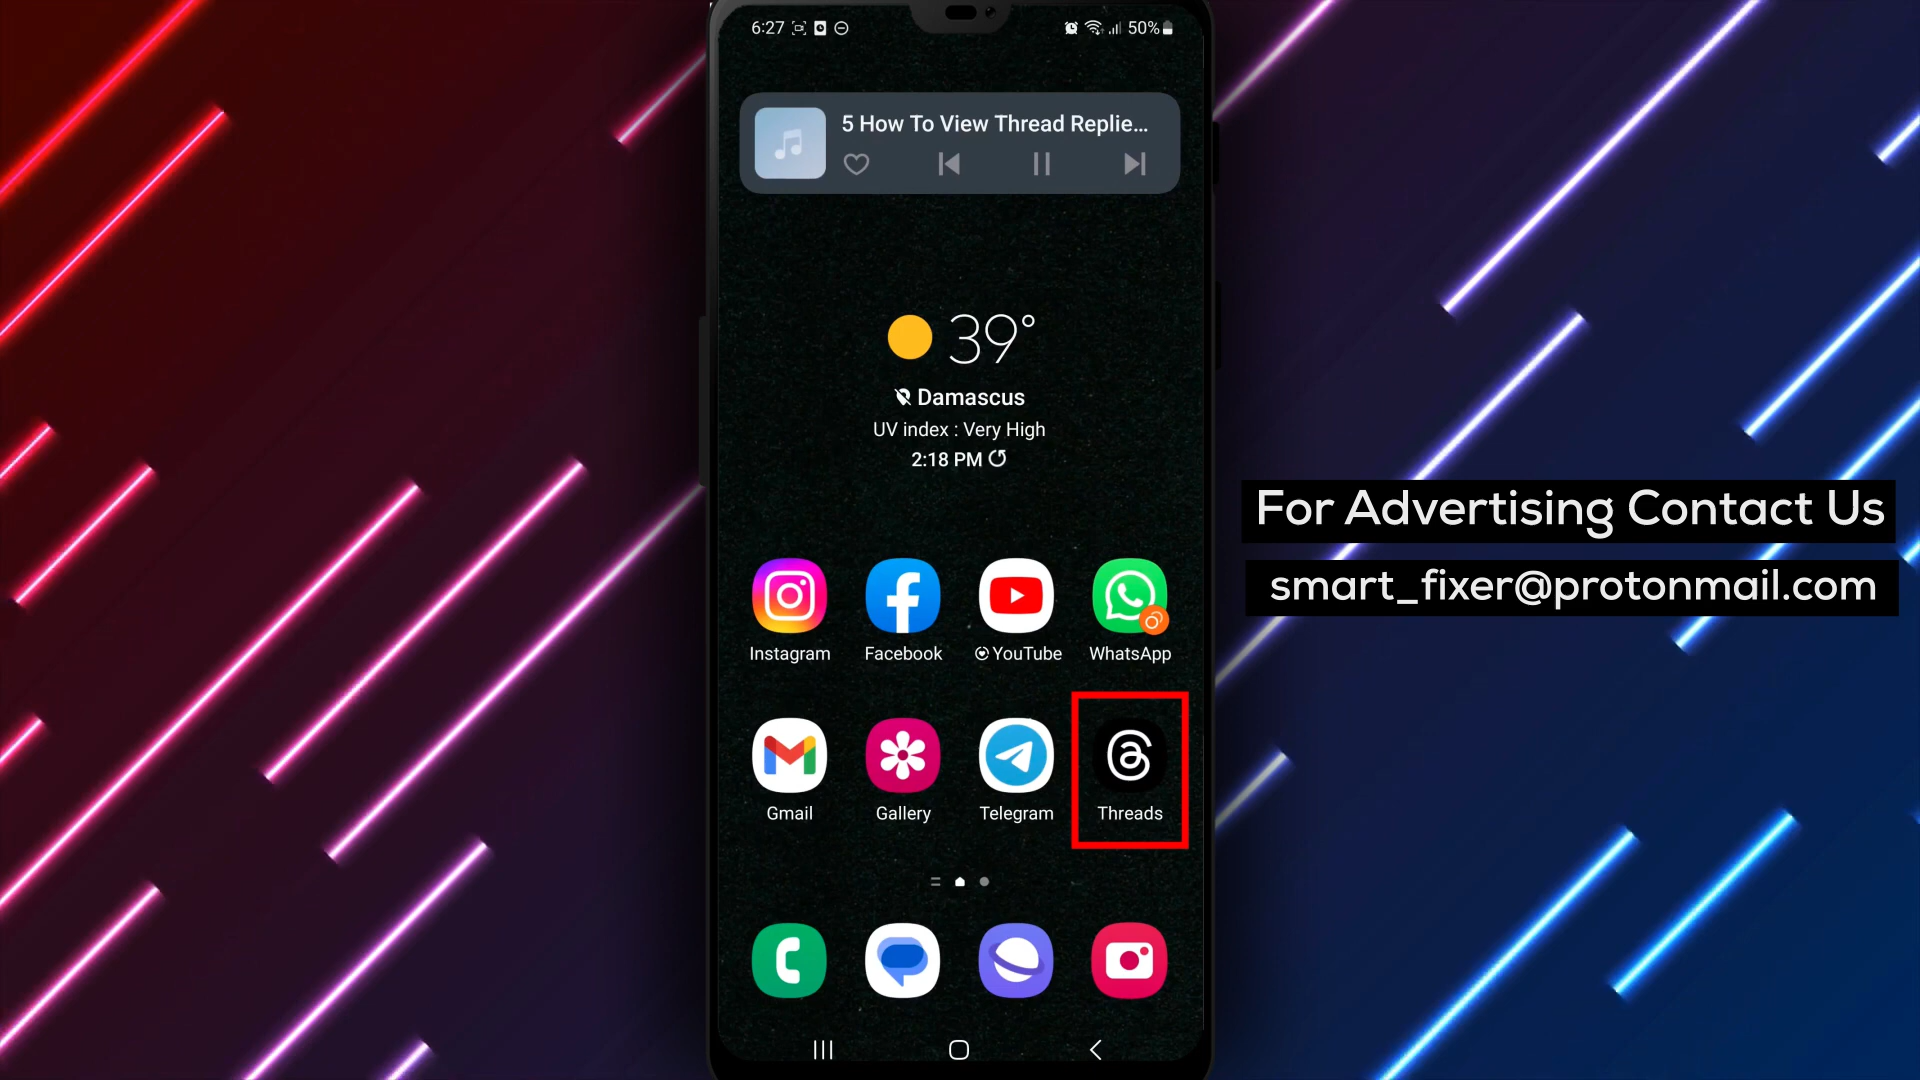 6:27
50%
5 How To View Thread Replie...
39°
Damascus
UV index : Very High
2:18 PM
For Advertising Contact Us
smart_fixer@protonmail.com
Instagram
Facebook
YouTube
WhatsApp
Gmail
Gallery
Telegram
Threads